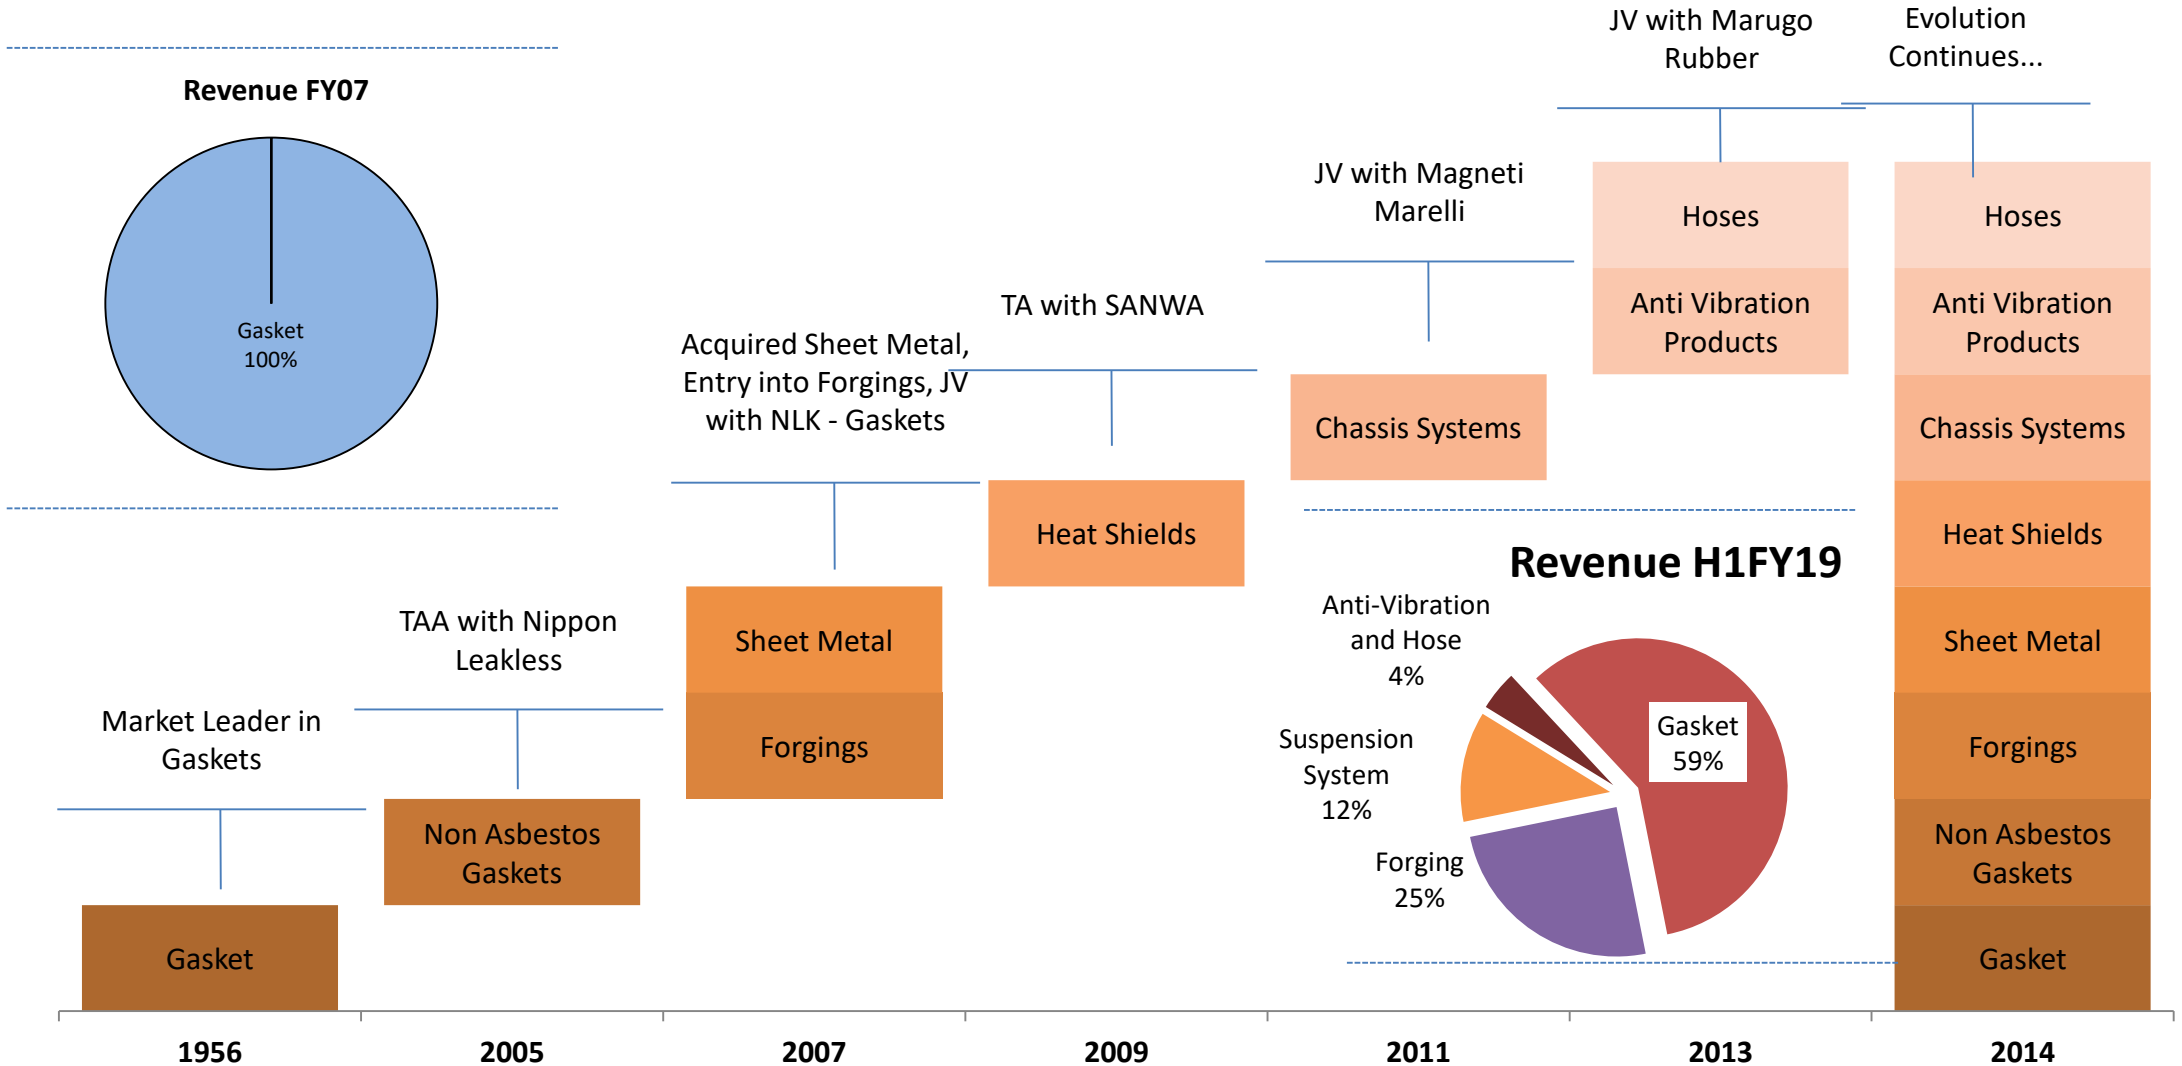 Revenue FY07
Gasket
100%
Market Leader in
Gaskets
Gasket
TAA with Nippon
Leakless
Non Asbestos
Gaskets
Acquired Sheet Metal,
Entry into Forgings, JV
with NLK - Gaskets
Sheet Metal
Forgings
TA with SANWA
Heat Shields
JV with Magneti
Marelli
Chassis Systems
JV with Marugo
Rubber
Hoses
Anti Vibration
Products
Evolution
Continues...
Hoses
Anti Vibration
Products
Chassis Systems
Heat Shields
Sheet Metal
Forgings
Non Asbestos
Gaskets
Gasket
Revenue H1FY19
Anti-Vibration
and Hose
4%
Gasket
59%
Suspension
System
12%
Forging
25%
1956
2005
2007
2009
2011
2013
2014